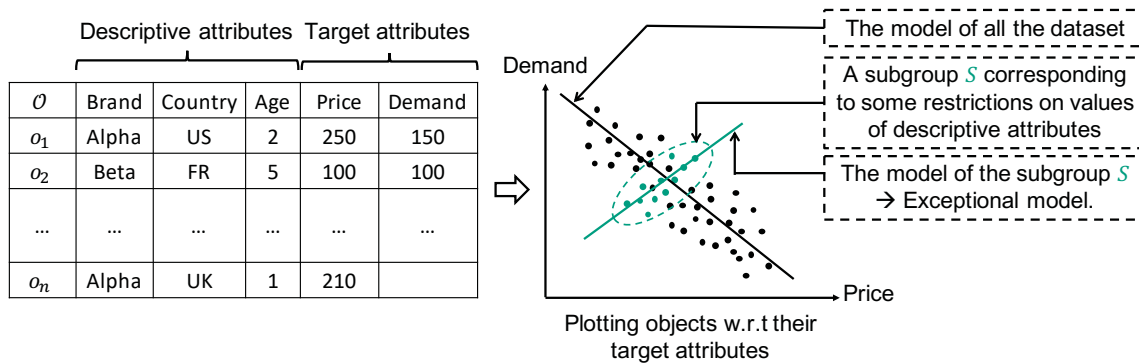 Descriptive attributes Target attributes
𝒪 Brand Country Age Price Demand
o₁ Alpha US 2 250 150
o₂ Beta FR 5 100 100
... ... ... ... ... ...
oₙ Alpha UK 1 210
Demand
Price
Plotting objects w.r.t their
target attributes
The model of all the dataset
A subgroup S corresponding
to some restrictions on values
of descriptive attributes
The model of the subgroup S
→ Exceptional model.